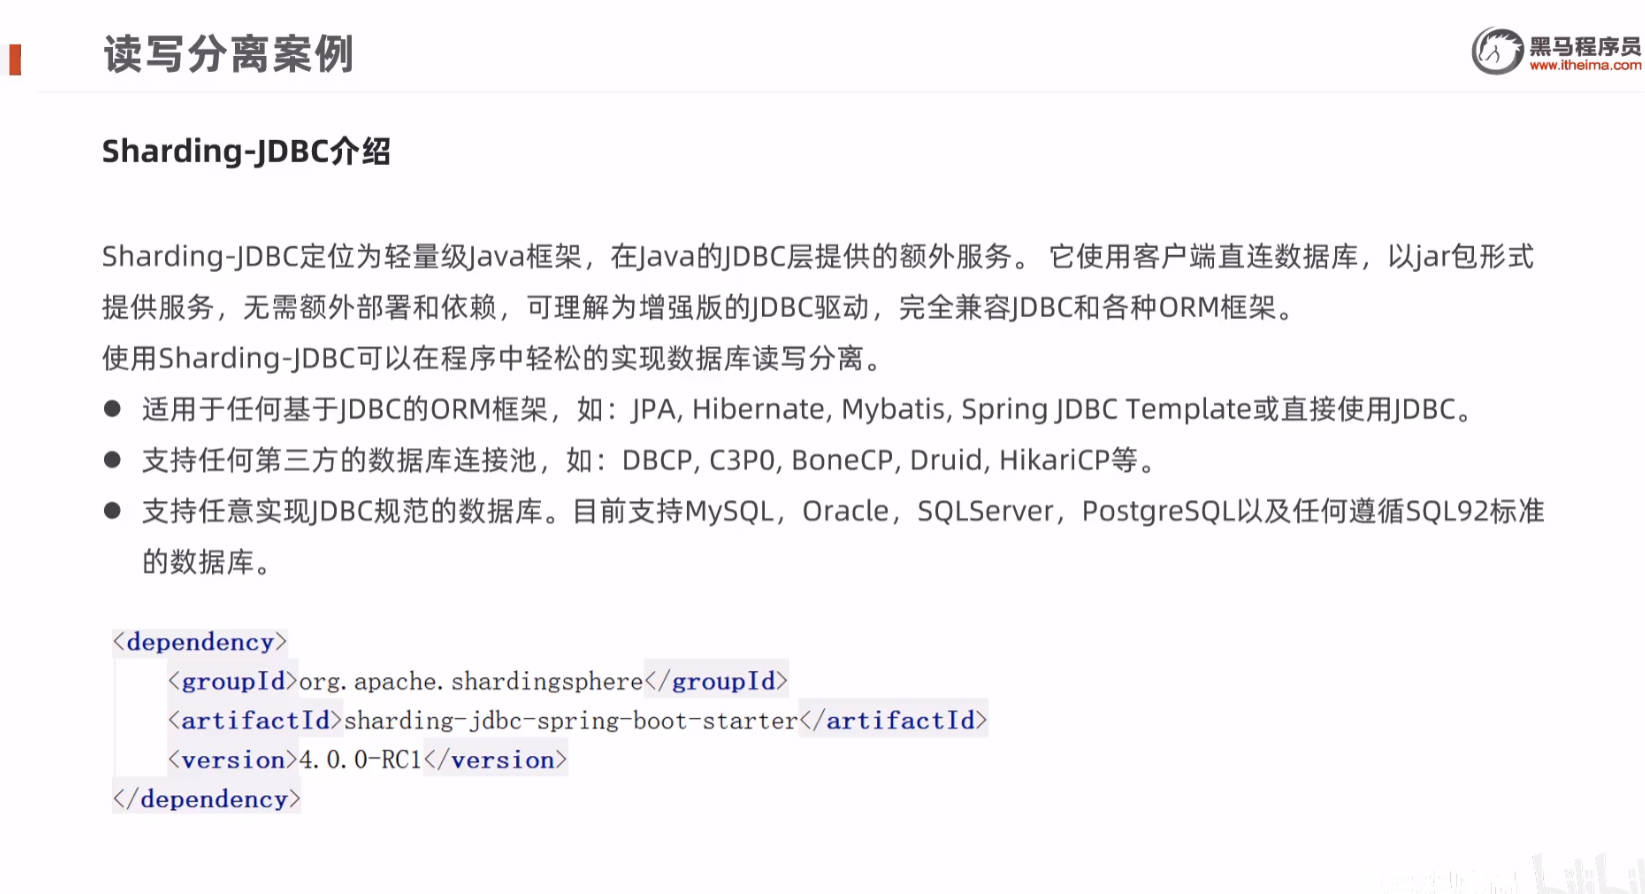 读写分离案例
黑马程序员
www.itheima.com
Sharding-JDBC介绍
Sharding-JDBC定位为轻量级Java框架，在Java的JDBC层提供的额外服务。 它使用客户端直连数据库，以jar包形式
提供服务，无需额外部署和依赖，可理解为增强版的JDBC驱动，完全兼容JDBC和各种ORM框架。
使用Sharding-JDBC可以在程序中轻松的实现数据库读写分离。
● 适用于任何基于JDBC的ORM框架，如：JPA, Hibernate, Mybatis, Spring JDBC Template或直接使用JDBC。
● 支持任何第三方的数据库连接池，如：DBCP, C3P0, BoneCP, Druid, HikariCP等。
● 支持任意实现JDBC规范的数据库。目前支持MySQL，Oracle，SQLServer，PostgreSQL以及任何遵循SQL92标准
的数据库。
<dependency>
<groupId>org.apache.shardingsphere</groupId>
<artifactId>sharding-jdbc-spring-boot-starter</artifactId>
<version>4.0.0-RC1</version>
</dependency>